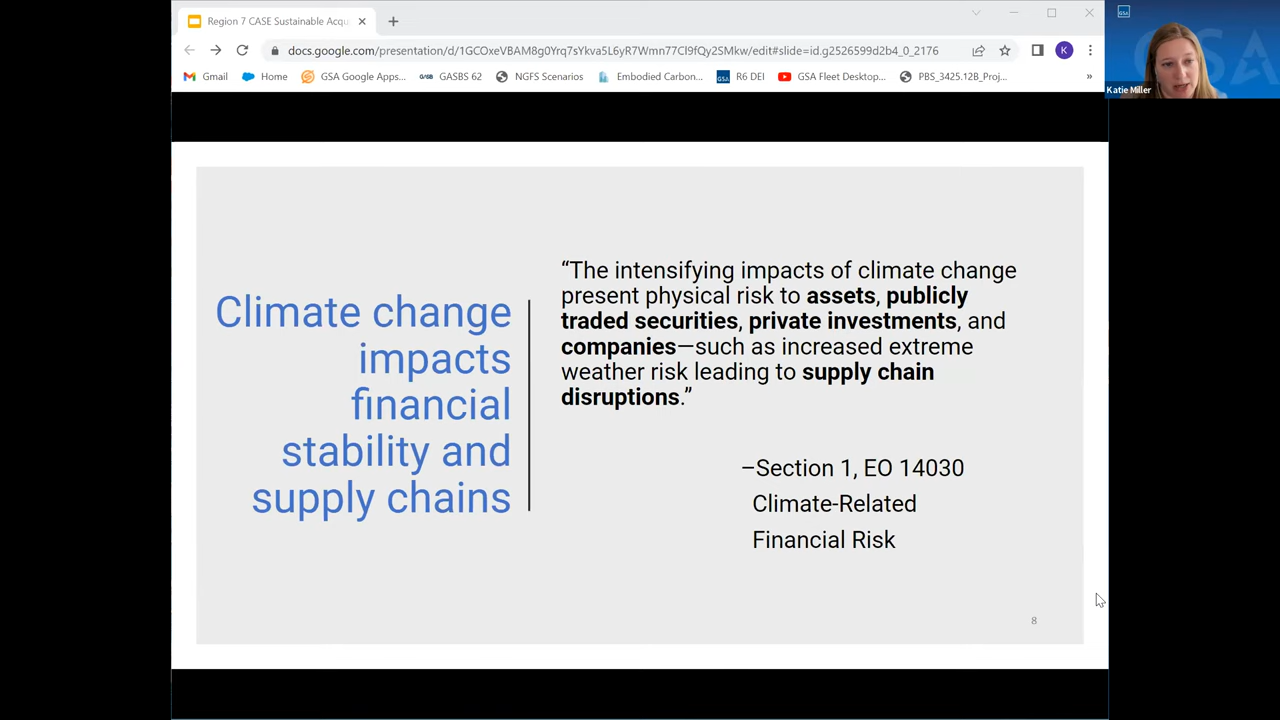 Region 7 CASE Sustainable Acqu
docs.google.com/presentation/d/1GCOxeVBAM8g0Yrq7sYkva5L6yR7Wmn77Cl9fQy2SMkw/edit#slide=id.g2526599d2b4_0_2176
K
Gmail
Home
GSA Google Apps...
GASBS 62
NGFS Scenarios
Embodied Carbon...
R6 DEI
GSA Fleet Desktop...
PBS_3425.12B_Proj...
»
GSA
Katie Miller
Climate change
impacts
financial
stability and
supply chains
“The intensifying impacts of climate change
present physical risk to assets, publicly
traded securities, private investments, and
companies—such as increased extreme
weather risk leading to supply chain
disruptions.”
–Section 1, EO 14030
Climate-Related
Financial Risk
8